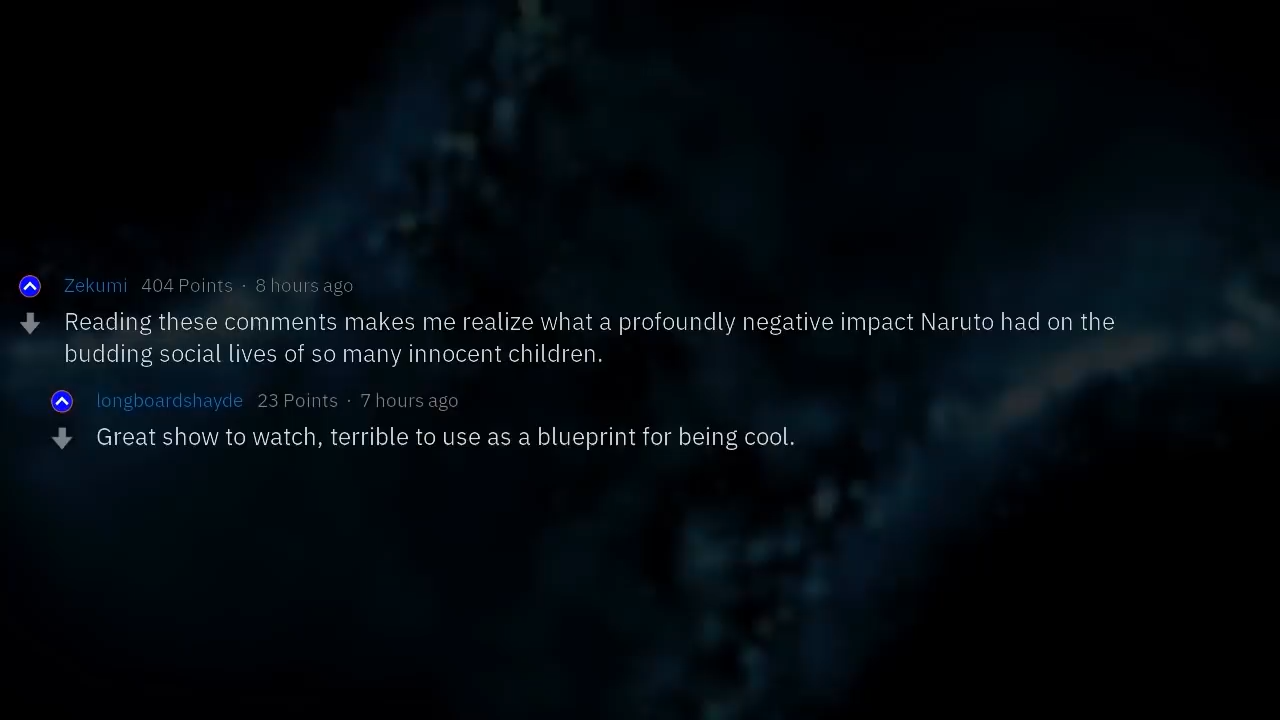 Zekumi 404 Points · 8 hours ago
Reading these comments makes me realize what a profoundly negative impact Naruto had on the
budding social lives of so many innocent children.
longboardshayde 23 Points · 7 hours ago
Great show to watch, terrible to use as a blueprint for being cool.